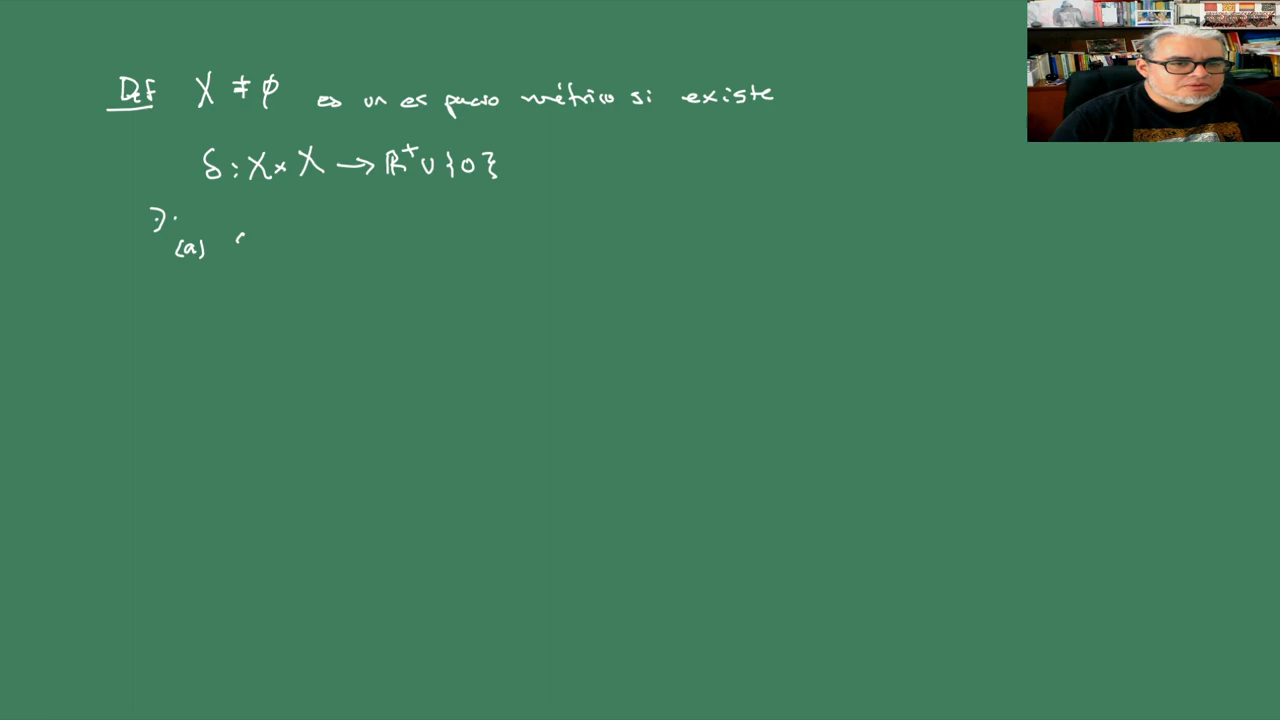 Def X ≠ ∅ es un espacio métrico si existe
δ : X × X → ℝ⁺ ∪ {0}
∋.
(a)